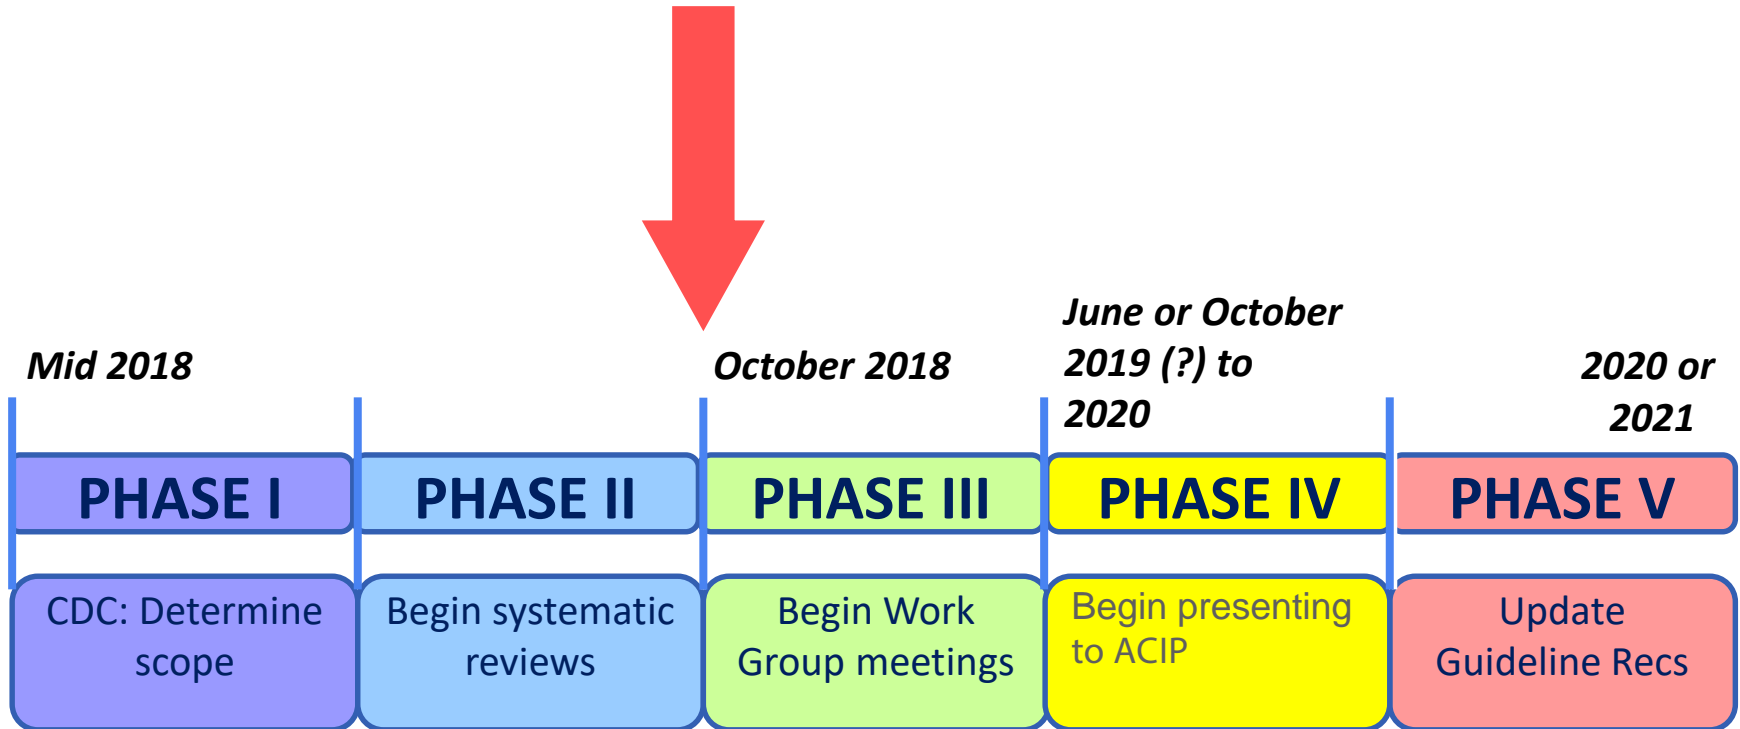 Mid 2018
October 2018
June or October
2019 (?) to
2020
2020 or
2021
PHASE I
PHASE II
PHASE III
PHASE IV
PHASE V
CDC: Determine
scope
Begin systematic
reviews
Begin Work
Group meetings
Begin presenting
to ACIP
Update
Guideline Recs